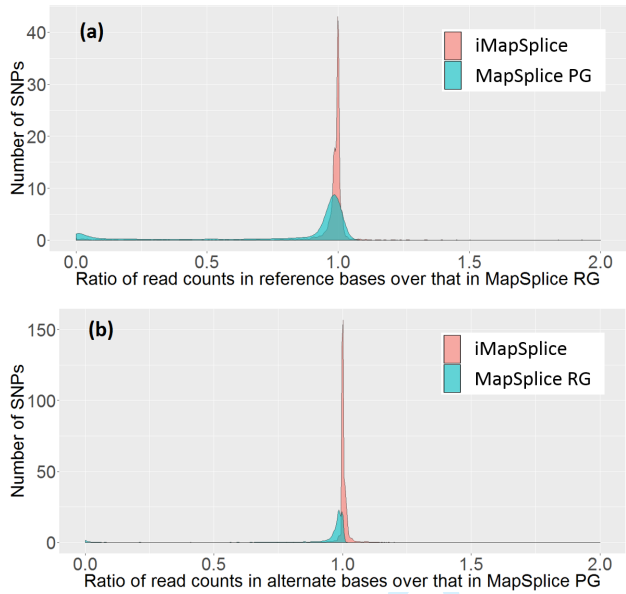 (a)
iMapSplice
MapSplice PG
Number of SNPs
40
30
20
10
0
0.0 0.5 1.0 1.5 2.0
Ratio of read counts in reference bases over that in MapSplice RG
(b)
iMapSplice
MapSplice RG
Number of SNPs
150
100
50
0
0.0 0.5 1.0 1.5 2.0
Ratio of read counts in alternate bases over that in MapSplice PG